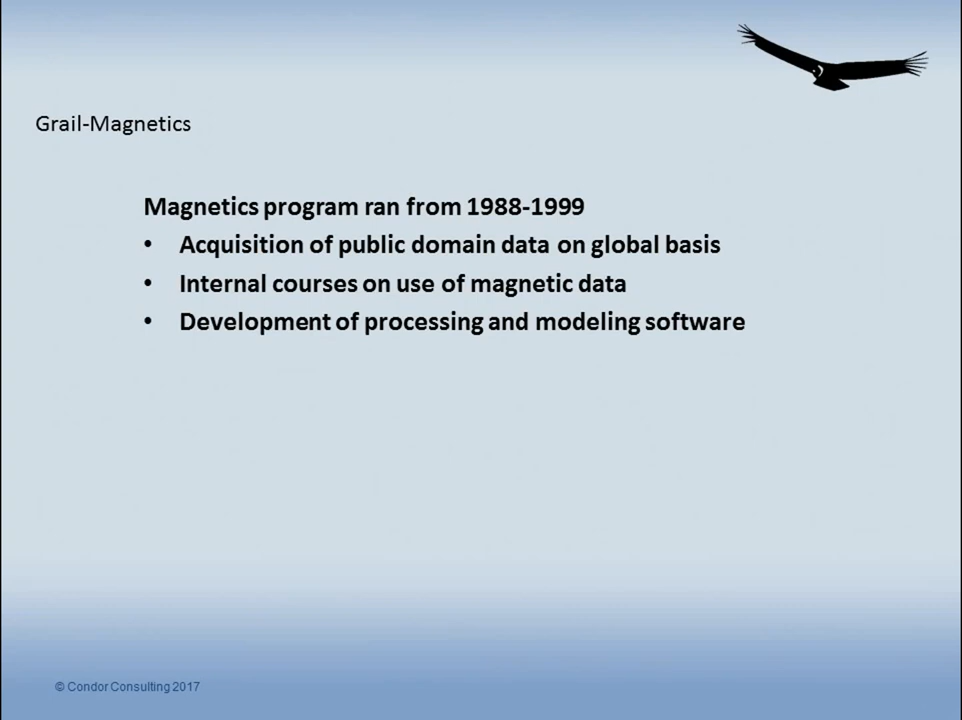 Grail-Magnetics
Magnetics program ran from 1988-1999
• Acquisition of public domain data on global basis
• Internal courses on use of magnetic data
• Development of processing and modeling software
© Condor Consulting 2017